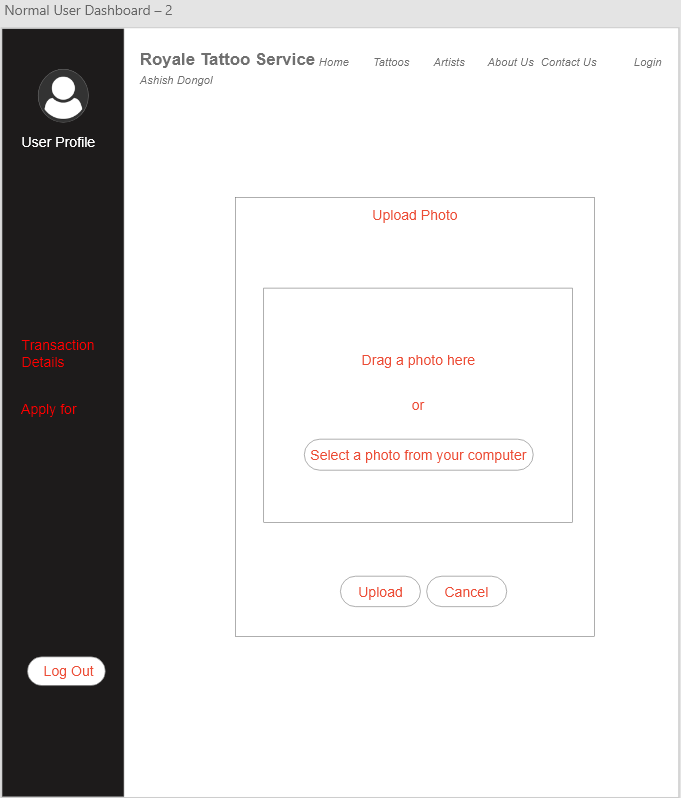 Normal User Dashboard – 2
Royale Tattoo Service Home Tattoos Artists About Us Contact Us Login
Ashish Dongol
User Profile
Transaction
Details
Apply for
Log Out
Upload Photo
Drag a photo here
or
Select a photo from your computer
Upload Cancel